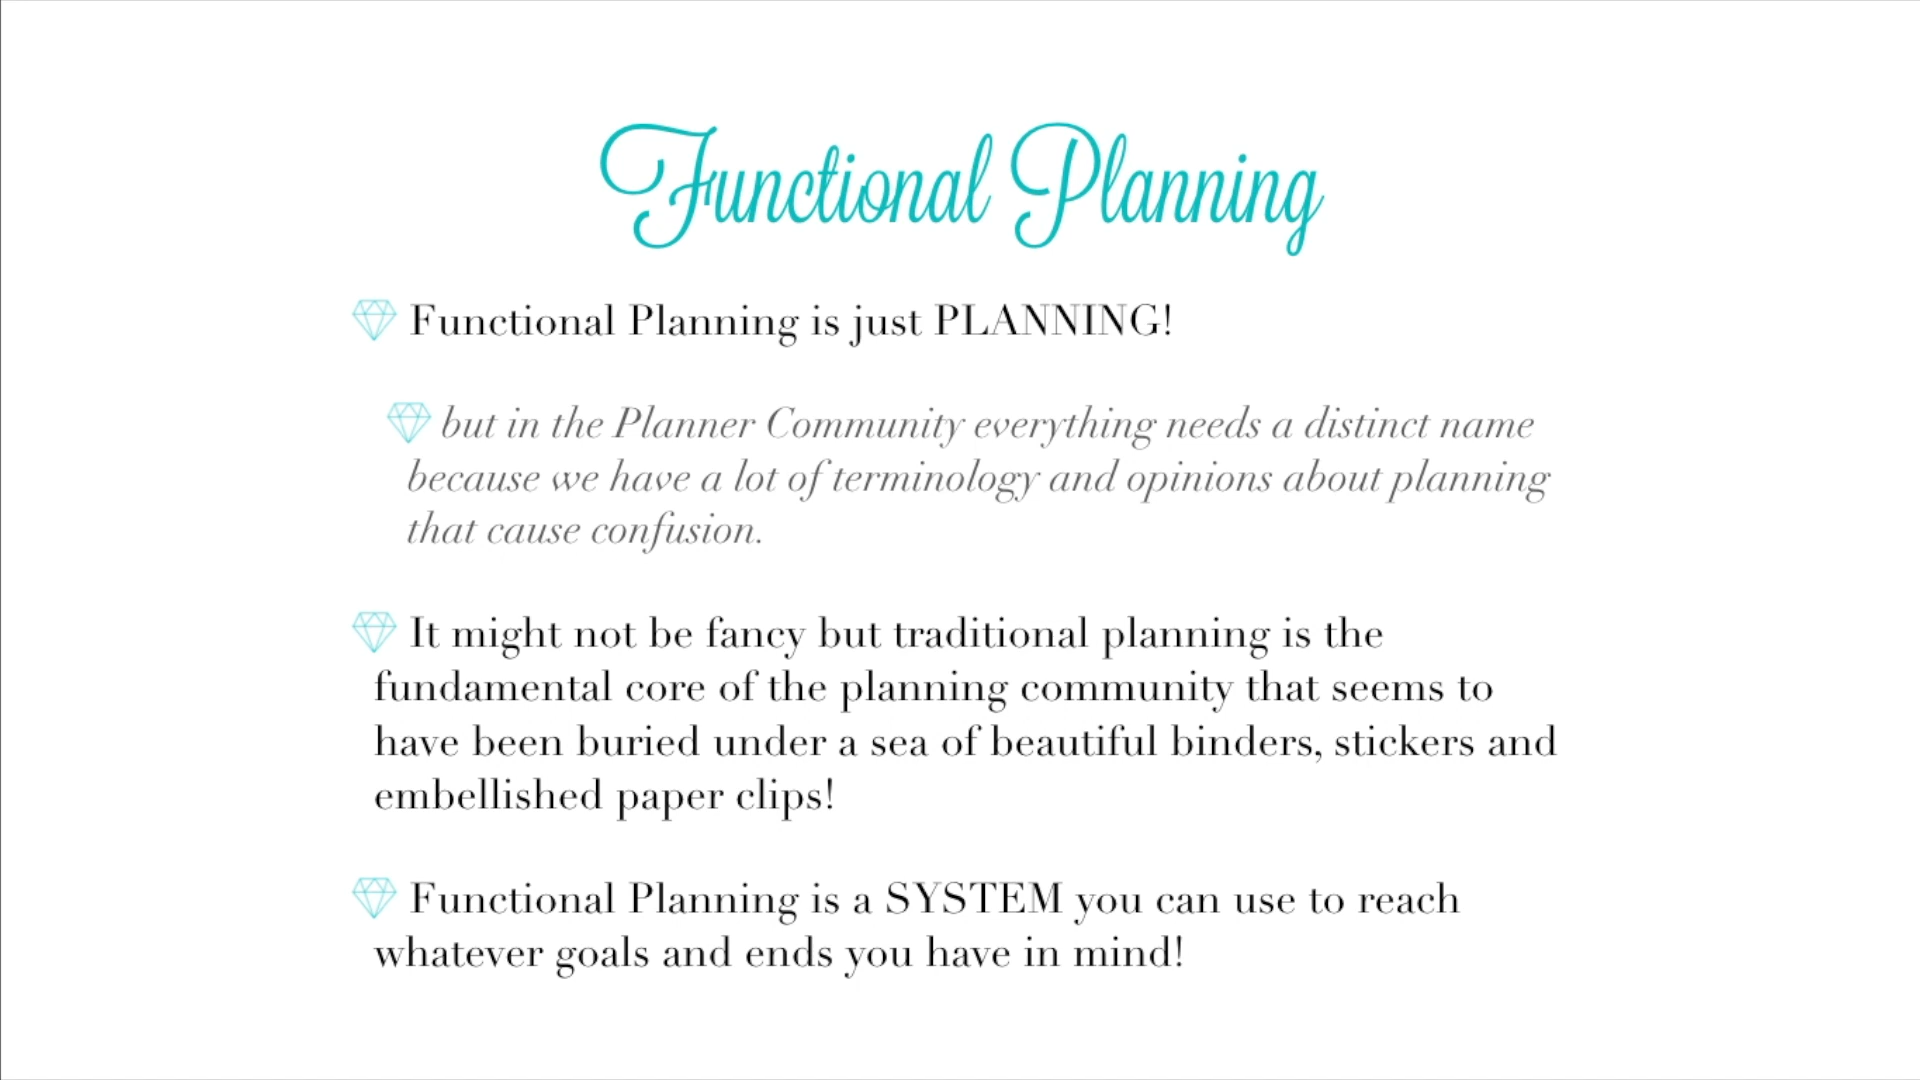 Functional Planning
Functional Planning is just PLANNING!
but in the Planner Community everything needs a distinct name
because we have a lot of terminology and opinions about planning
that cause confusion.
It might not be fancy but traditional planning is the
fundamental core of the planning community that seems to
have been buried under a sea of beautiful binders, stickers and
embellished paper clips!
Functional Planning is a SYSTEM you can use to reach
whatever goals and ends you have in mind!